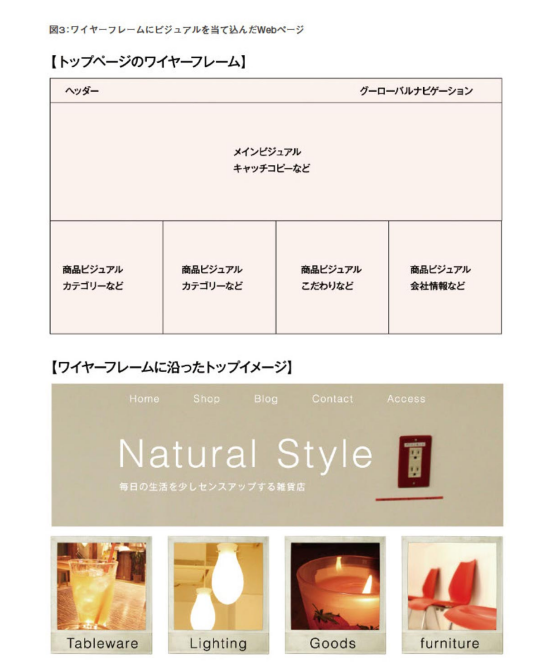 図3:ワイヤーフレームにビジュアルを当て込んだWebページ
【トップページのワイヤーフレーム】
ヘッダー
グーローバルナビゲーション
メインビジュアル
キャッチコピーなど
商品ビジュアル
カテゴリーなど
商品ビジュアル
カテゴリーなど
商品ビジュアル
こだわりなど
商品ビジュアル
会社情報など
【ワイヤーフレームに沿ったトップイメージ】
Home Shop Blog Contact Access
Natural Style
毎日の生活を少しセンスアップする雑貨店
Tableware
Lighting
Goods
furniture